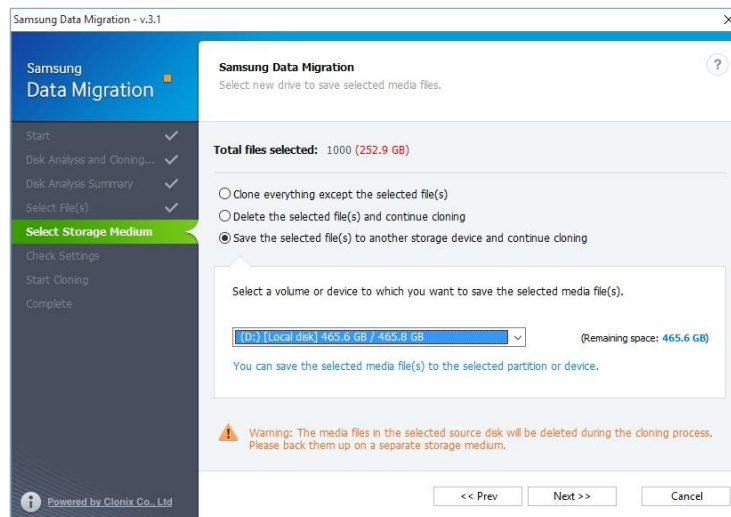 Samsung Data Migration - v.3.1
Samsung
Data Migration
Start
Disk Analysis and Cloning...
Disk Analysis Summary
Select File(s)
Select Storage Medium
Check Settings
Start Cloning
Complete
Powered by Clonix Co., Ltd
Samsung Data Migration
Select new drive to save selected media files.
?
Total files selected: 1000 (252.9 GB)
Clone everything except the selected file(s)
Delete the selected file(s) and continue cloning
Save the selected file(s) to another storage device and continue cloning
Select a volume or device to which you want to save the selected media file(s).
(D:) [Local disk] 465.6 GB / 465.8 GB
(Remaining space: 465.6 GB)
You can save the selected media file(s) to the selected partition or device.
Warning: The media files in the selected source disk will be deleted during the cloning process.
Please back them up on a separate storage medium.
<< Prev
Next >>
Cancel